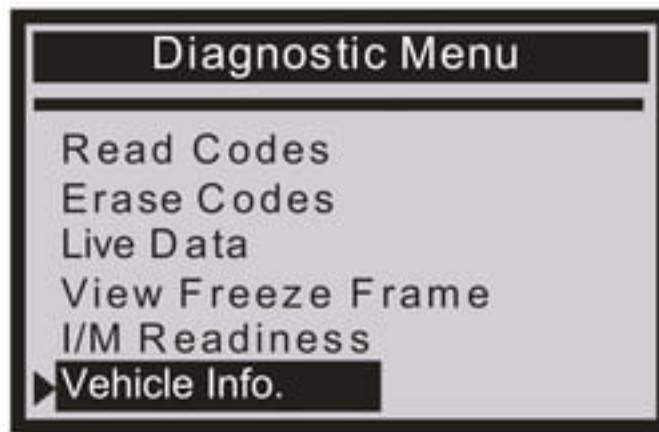 Diagnostic Menu
Read Codes
Erase Codes
Live Data
View Freeze Frame
I/M Readiness
Vehicle Info.